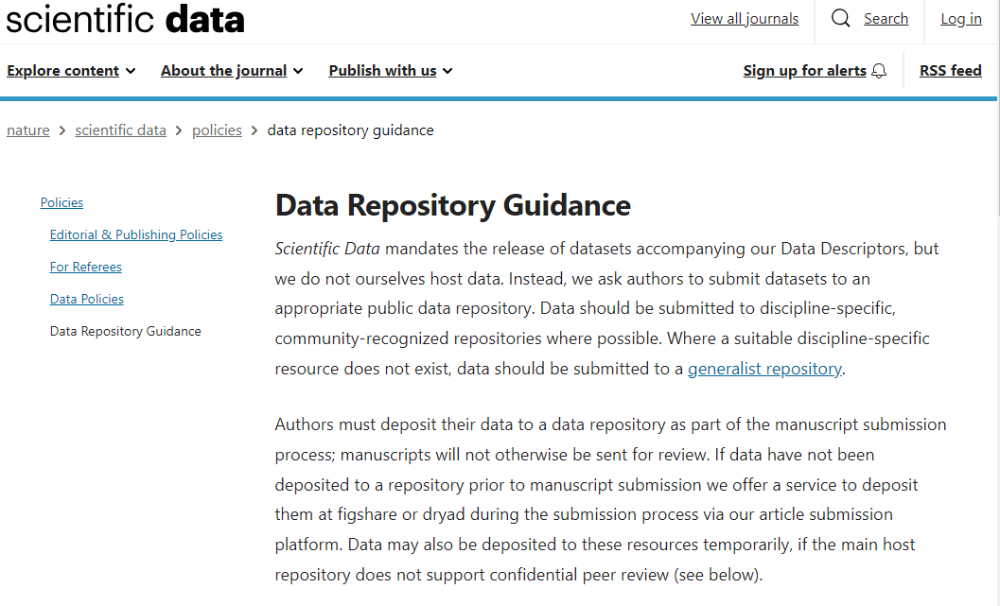 scientific data
View all journals
Search
Log in
Explore content
About the journal
Publish with us
Sign up for alerts
RSS feed
nature > scientific data > policies > data repository guidance
Policies
Editorial & Publishing Policies
For Referees
Data Policies
Data Repository Guidance
Data Repository Guidance
Scientific Data mandates the release of datasets accompanying our Data Descriptors, but
we do not ourselves host data. Instead, we ask authors to submit datasets to an
appropriate public data repository. Data should be submitted to discipline-specific,
community-recognized repositories where possible. Where a suitable discipline-specific
resource does not exist, data should be submitted to a generalist repository.
Authors must deposit their data to a data repository as part of the manuscript submission
process; manuscripts will not otherwise be sent for review. If data have not been
deposited to a repository prior to manuscript submission we offer a service to deposit
them at figshare or dryad during the submission process via our article submission
platform. Data may also be deposited to these resources temporarily, if the main host
repository does not support confidential peer review (see below).